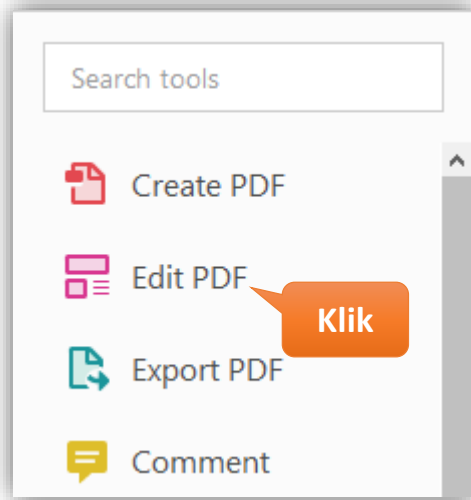 Search tools
Create PDF
Edit PDF
Klik
Export PDF
Comment